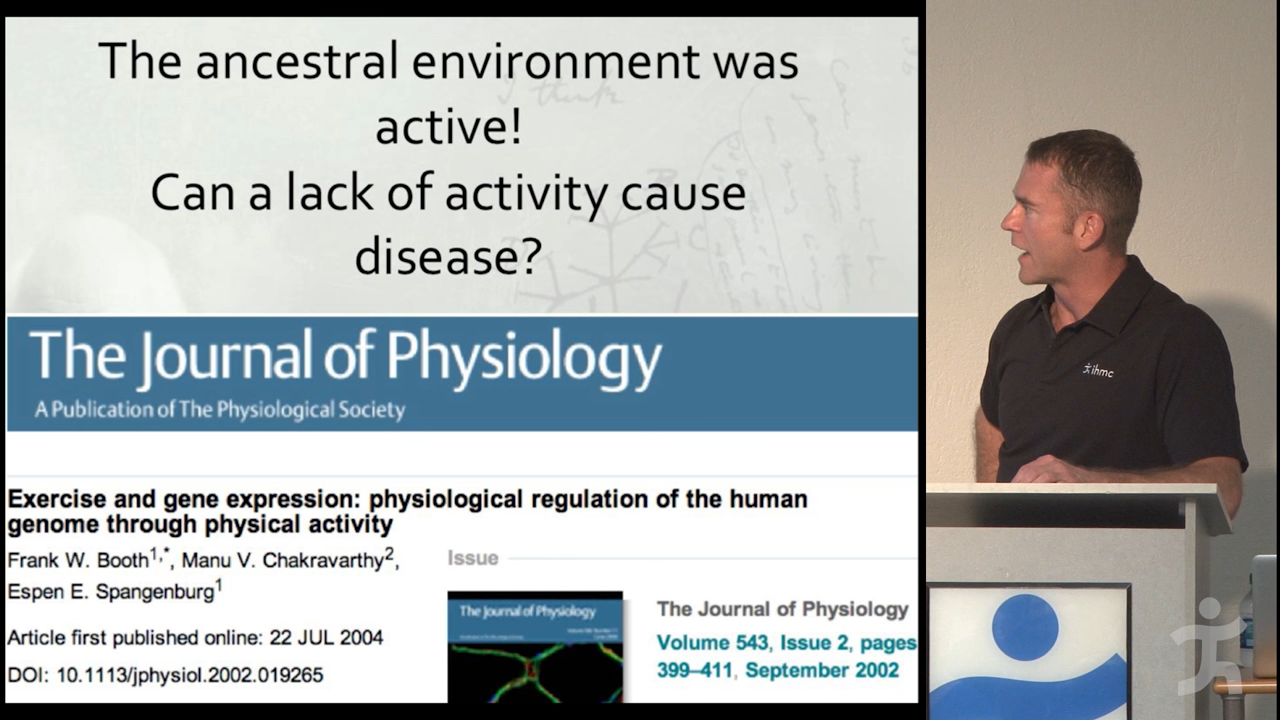 The ancestral environment was
active!
Can a lack of activity cause
disease?
The Journal of Physiology
A Publication of The Physiological Society
Exercise and gene expression: physiological regulation of the human
genome through physical activity
Frank W. Booth1,*, Manu V. Chakravarthy2,
Espen E. Spangenburg1
Article first published online: 22 JUL 2004
DOI: 10.1113/jphysiol.2002.019265
Issue
The Journal of Physiology
The Journal of Physiology
Volume 543, Issue 2, pages
399–411, September 2002
ihmc